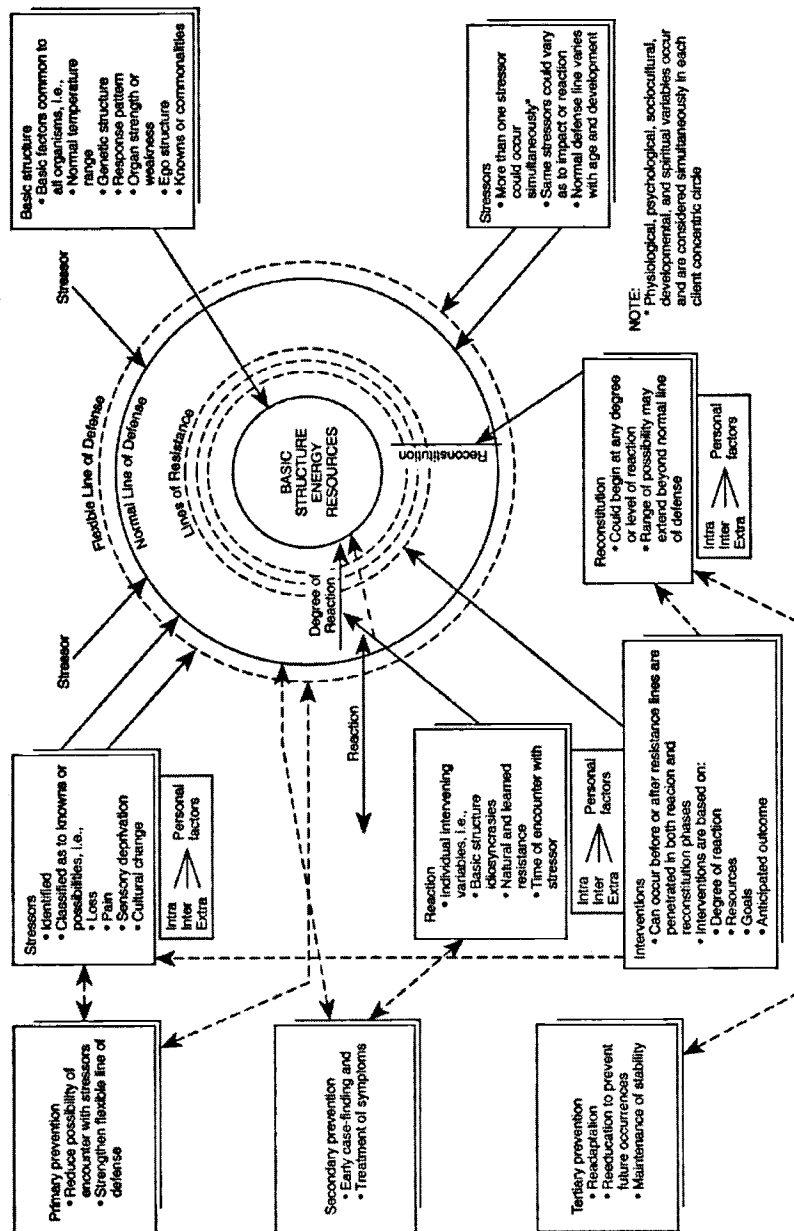 Primary prevention
• Reduce possibility of
encounter with stressors
• Strengthen flexible line of
defense
Stressors
• Identified
• Classified as to knowns or
possibilities, i.e.,
• Loss
• Pain
• Sensory deprivation
• Cultural change
Intra
Inter
Extra
Personal
factors
Stressor
Stressor
Basic structure
• Basic factors common to
all organisms, i.e.,
• Normal temperature
range
• Genetic structure
• Response pattern
• Organ strength or
weakness
• Ego structure
• Knowns or commonalities
Flexible Line of Defense
Normal Line of Defense
Lines of Resistance
BASIC
STRUCTURE
ENERGY
RESOURCES
Degree of
Reaction
Reaction
Reconstitution
Stressors
• More than one stressor
could occur
simultaneously*
• Same stressors could vary
as to impact or reaction
• Normal defense line varies
with age and development
Secondary prevention
• Early case-finding and
• Treatment of symptoms
Reaction
• Individual intervening
variables, i.e.,
• Basic structure
idiosyncrasies
• Natural and learned
resistance
• Time of encounter with
stressor
Intra
Inter
Extra
Personal
factors
Tertiary prevention
• Readaptation
• Reeducation to prevent
future occurrences
• Maintenance of stability
Interventions
• Can occur before or after resistance lines are
penetrated in both reacion and
reconstitution phases
• Interventions are based on:
• Degree of reaction
• Resources
• Goals
• Anticipated outcome
Reconstitution
• Could begin at any degree
or level of reaction
• Range of possibility may
extend beyond normal line
of defense
Intra
Inter
Extra
Personal
factors
NOTE:
* Physiological, psychological, sociocultural,
developmental, and spiritual variables occur
and are considered simultaneously in each
client concentric circle